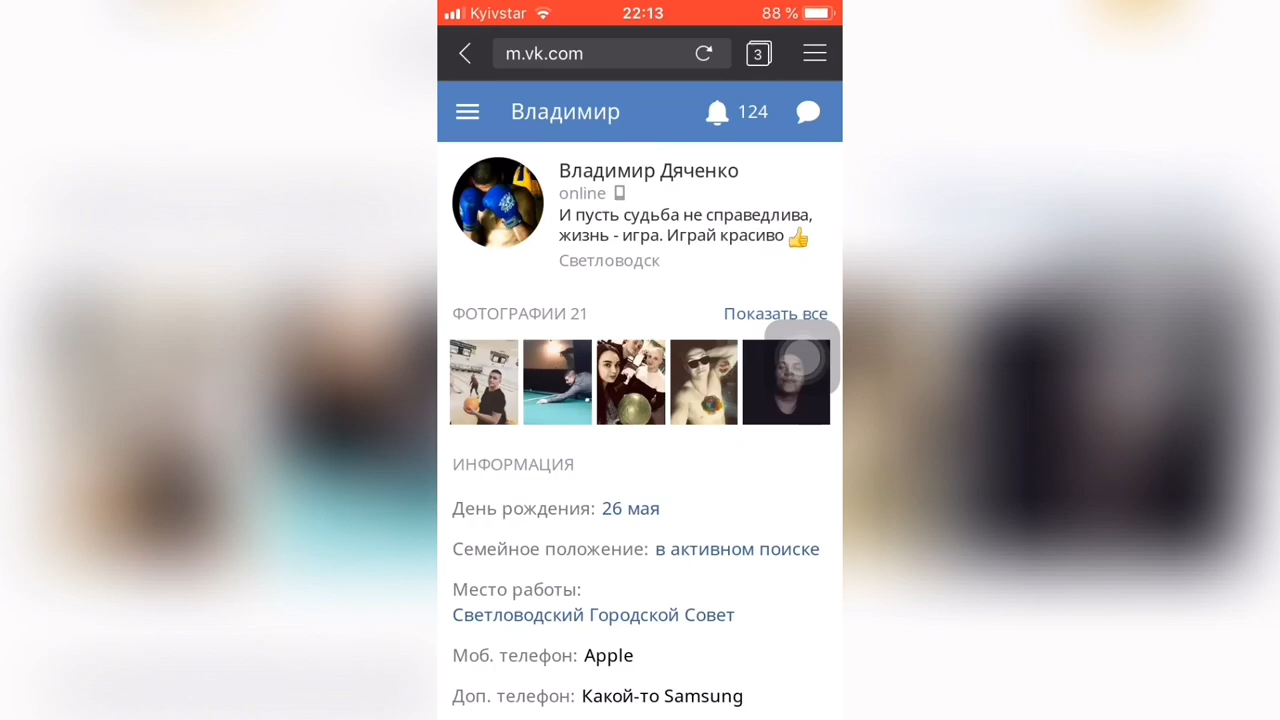 Kyivstar 22:13 88 %
m.vk.com 3
Владимир 124
Владимир Дяченко
online
И пусть судьба не справедлива,
жизнь - игра. Играй красиво 👍
Светловодск
ФОТОГРАФИИ 21 Показать все
ИНФОРМАЦИЯ
День рождения: 26 мая
Семейное положение: в активном поиске
Место работы:
Светловодский Городской Совет
Моб. телефон: Apple
Доп. телефон: Какой-то Samsung